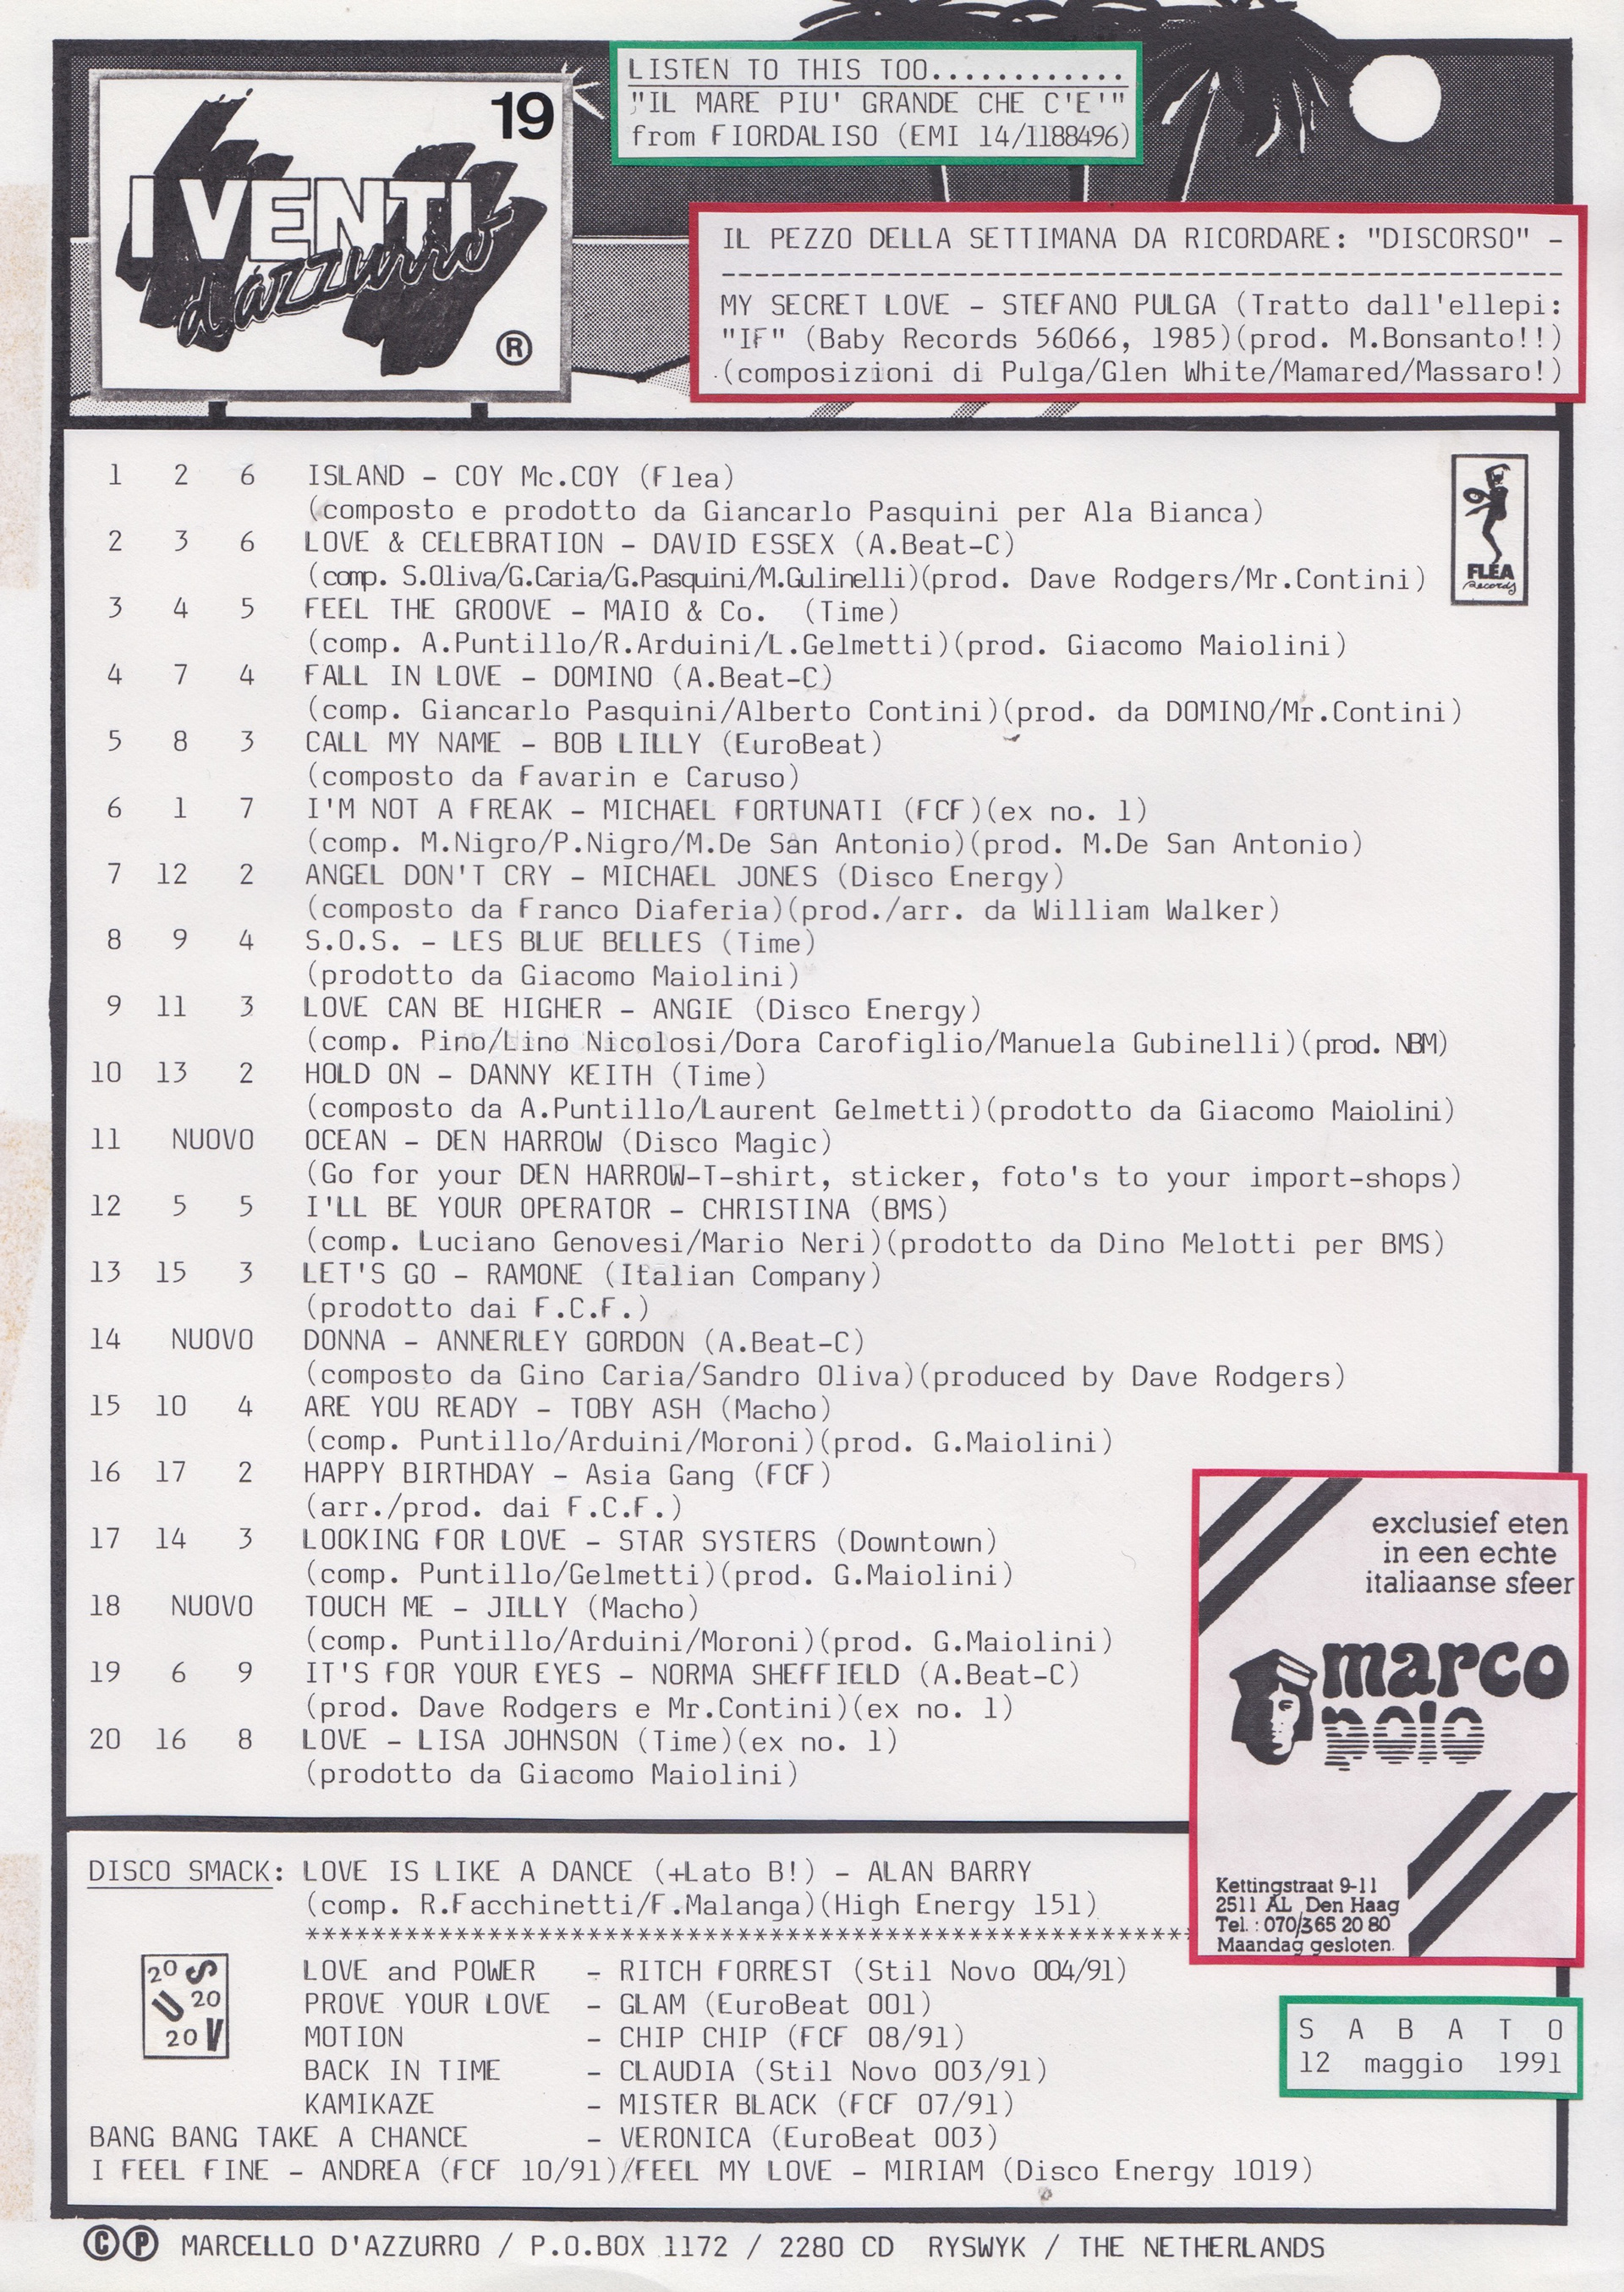 19
I VENTI
d'azzurro
®
LISTEN TO THIS TOO............
"IL MARE PIU' GRANDE CHE C'E'"
from FIORDALISO (EMI 14/1188496)
IL PEZZO DELLA SETTIMANA DA RICORDARE: "DISCORSO" -
---------------------------------------------------
MY SECRET LOVE - STEFANO PULGA (Tratto dall'ellepi:
"IF" (Baby Records 56066, 1985)(prod. M.Bonsanto!!)
(composizioni di Pulga/Glen White/Mamared/Massaro!)
1 2 6 ISLAND - COY Mc.COY (Flea)
(composto e prodotto da Giancarlo Pasquini per Ala Bianca)
2 3 6 LOVE & CELEBRATION - DAVID ESSEX (A.Beat-C)
(comp. S.Oliva/G.Caria/G.Pasquini/M.Gulinelli)(prod. Dave Rodgers/Mr.Contini)
FLEA
Records
3 4 5 FEEL THE GROOVE - MAIO & Co. (Time)
(comp. A.Puntillo/R.Arduini/L.Gelmetti)(prod. Giacomo Maiolini)
4 7 4 FALL IN LOVE - DOMINO (A.Beat-C)
(comp. Giancarlo Pasquini/Alberto Contini)(prod. da DOMINO/Mr.Contini)
5 8 3 CALL MY NAME - BOB LILLY (EuroBeat)
(composto da Favarin e Caruso)
6 1 7 I'M NOT A FREAK - MICHAEL FORTUNATI (FCF)(ex no. 1)
(comp. M.Nigro/P.Nigro/M.De San Antonio)(prod. M.De San Antonio)
7 12 2 ANGEL DON'T CRY - MICHAEL JONES (Disco Energy)
(composto da Franco Diaferia)(prod./arr. da William Walker)
8 9 4 S.O.S. - LES BLUE BELLES (Time)
(prodotto da Giacomo Maiolini)
9 11 3 LOVE CAN BE HIGHER - ANGIE (Disco Energy)
(comp. Pino/Lino Nicolosi/Dora Carofiglio/Manuela Gubinelli)(prod. NBM)
10 13 2 HOLD ON - DANNY KEITH (Time)
(composto da A.Puntillo/Laurent Gelmetti)(prodotto da Giacomo Maiolini)
11 NUOVO OCEAN - DEN HARROW (Disco Magic)
(Go for your DEN HARROW-T-shirt, sticker, foto's to your import-shops)
12 5 5 I'LL BE YOUR OPERATOR - CHRISTINA (BMS)
(comp. Luciano Genovesi/Mario Neri)(prodotto da Dino Melotti per BMS)
13 15 3 LET'S GO - RAMONE (Italian Company)
(prodotto dai F.C.F.)
14 NUOVO DONNA - ANNERLEY GORDON (A.Beat-C)
(composto da Gino Caria/Sandro Oliva)(produced by Dave Rodgers)
15 10 4 ARE YOU READY - TOBY ASH (Macho)
(comp. Puntillo/Arduini/Moroni)(prod. G.Maiolini)
16 17 2 HAPPY BIRTHDAY - Asia Gang (FCF)
(arr./prod. dai F.C.F.)
17 14 3 LOOKING FOR LOVE - STAR SYSTERS (Downtown)
(comp. Puntillo/Gelmetti)(prod. G.Maiolini)
18 NUOVO TOUCH ME - JILLY (Macho)
(comp. Puntillo/Arduini/Moroni)(prod. G.Maiolini)
19 6 9 IT'S FOR YOUR EYES - NORMA SHEFFIELD (A.Beat-C)
(prod. Dave Rodgers e Mr.Contini)(ex no. 1)
20 16 8 LOVE - LISA JOHNSON (Time)(ex no. 1)
(prodotto da Giacomo Maiolini)
exclusief eten
in een echte
italiaanse sfeer
marco
polo
Kettingstraat 9-11
2511 AL Den Haag
Tel. : 070/365 20 80
Maandag gesloten.
DISCO SMACK: LOVE IS LIKE A DANCE (+Lato B!) - ALAN BARRY
(comp. R.Facchinetti/F.Malanga)(High Energy 151)
******************************************************
20 S
U 20
20 V
LOVE and POWER - RITCH FORREST (Stil Novo 004/91)
PROVE YOUR LOVE - GLAM (EuroBeat 001)
MOTION - CHIP CHIP (FCF 08/91)
BACK IN TIME - CLAUDIA (Stil Novo 003/91)
KAMIKAZE - MISTER BLACK (FCF 07/91)
BANG BANG TAKE A CHANCE - VERONICA (EuroBeat 003)
I FEEL FINE - ANDREA (FCF 10/91)/FEEL MY LOVE - MIRIAM (Disco Energy 1019)
S A B A T O
12 maggio 1991
©℗ MARCELLO D'AZZURRO / P.O.BOX 1172 / 2280 CD RYSWYK / THE NETHERLANDS